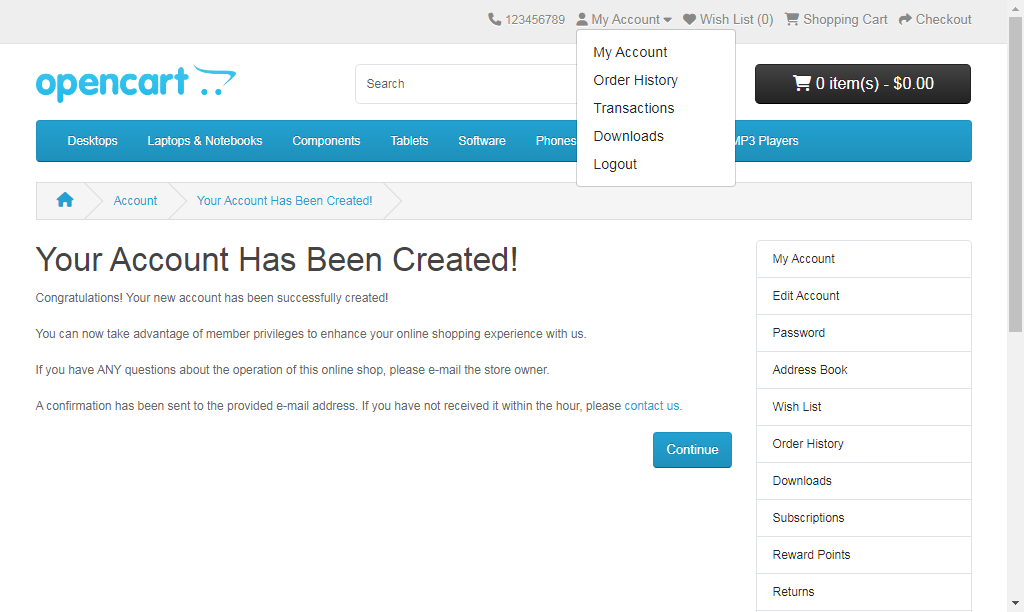 123456789 My Account Wish List (0) Shopping Cart Checkout
My Account
Order History
Transactions
Downloads
Logout
opencart
Search
0 item(s) - $0.00
Desktops Laptops & Notebooks Components Tablets Software Phones MP3 Players
Account Your Account Has Been Created!
Your Account Has Been Created!
Congratulations! Your new account has been successfully created!
You can now take advantage of member privileges to enhance your online shopping experience with us.
If you have ANY questions about the operation of this online shop, please e-mail the store owner.
A confirmation has been sent to the provided e-mail address. If you have not received it within the hour, please contact us.
Continue
My Account
Edit Account
Password
Address Book
Wish List
Order History
Downloads
Subscriptions
Reward Points
Returns